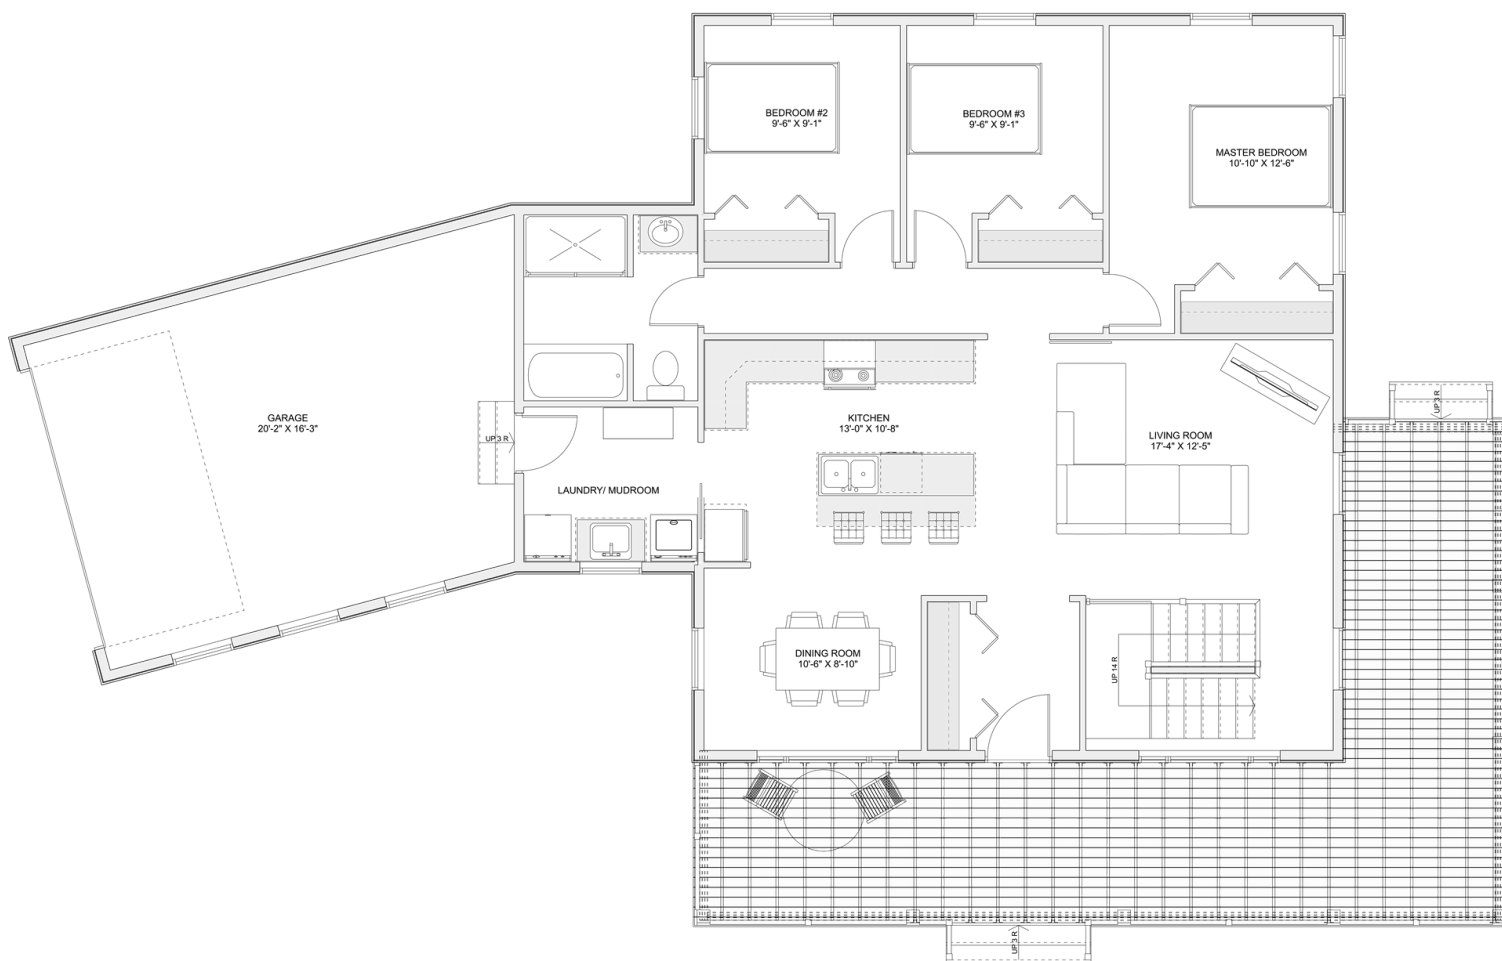 BEDROOM #2
9'-6" X 9'-1"
BEDROOM #3
9'-6" X 9'-1"
MASTER BEDROOM
10'-10" X 12'-6"
GARAGE
20'-2" X 16'-3"
UP 3 R
LAUNDRY/ MUDROOM
KITCHEN
13'-0" X 10'-8"
LIVING ROOM
17'-4" X 12'-5"
UP 3 R
DINING ROOM
10'-6" X 8'-10"
UP 14 R
UP 3 R